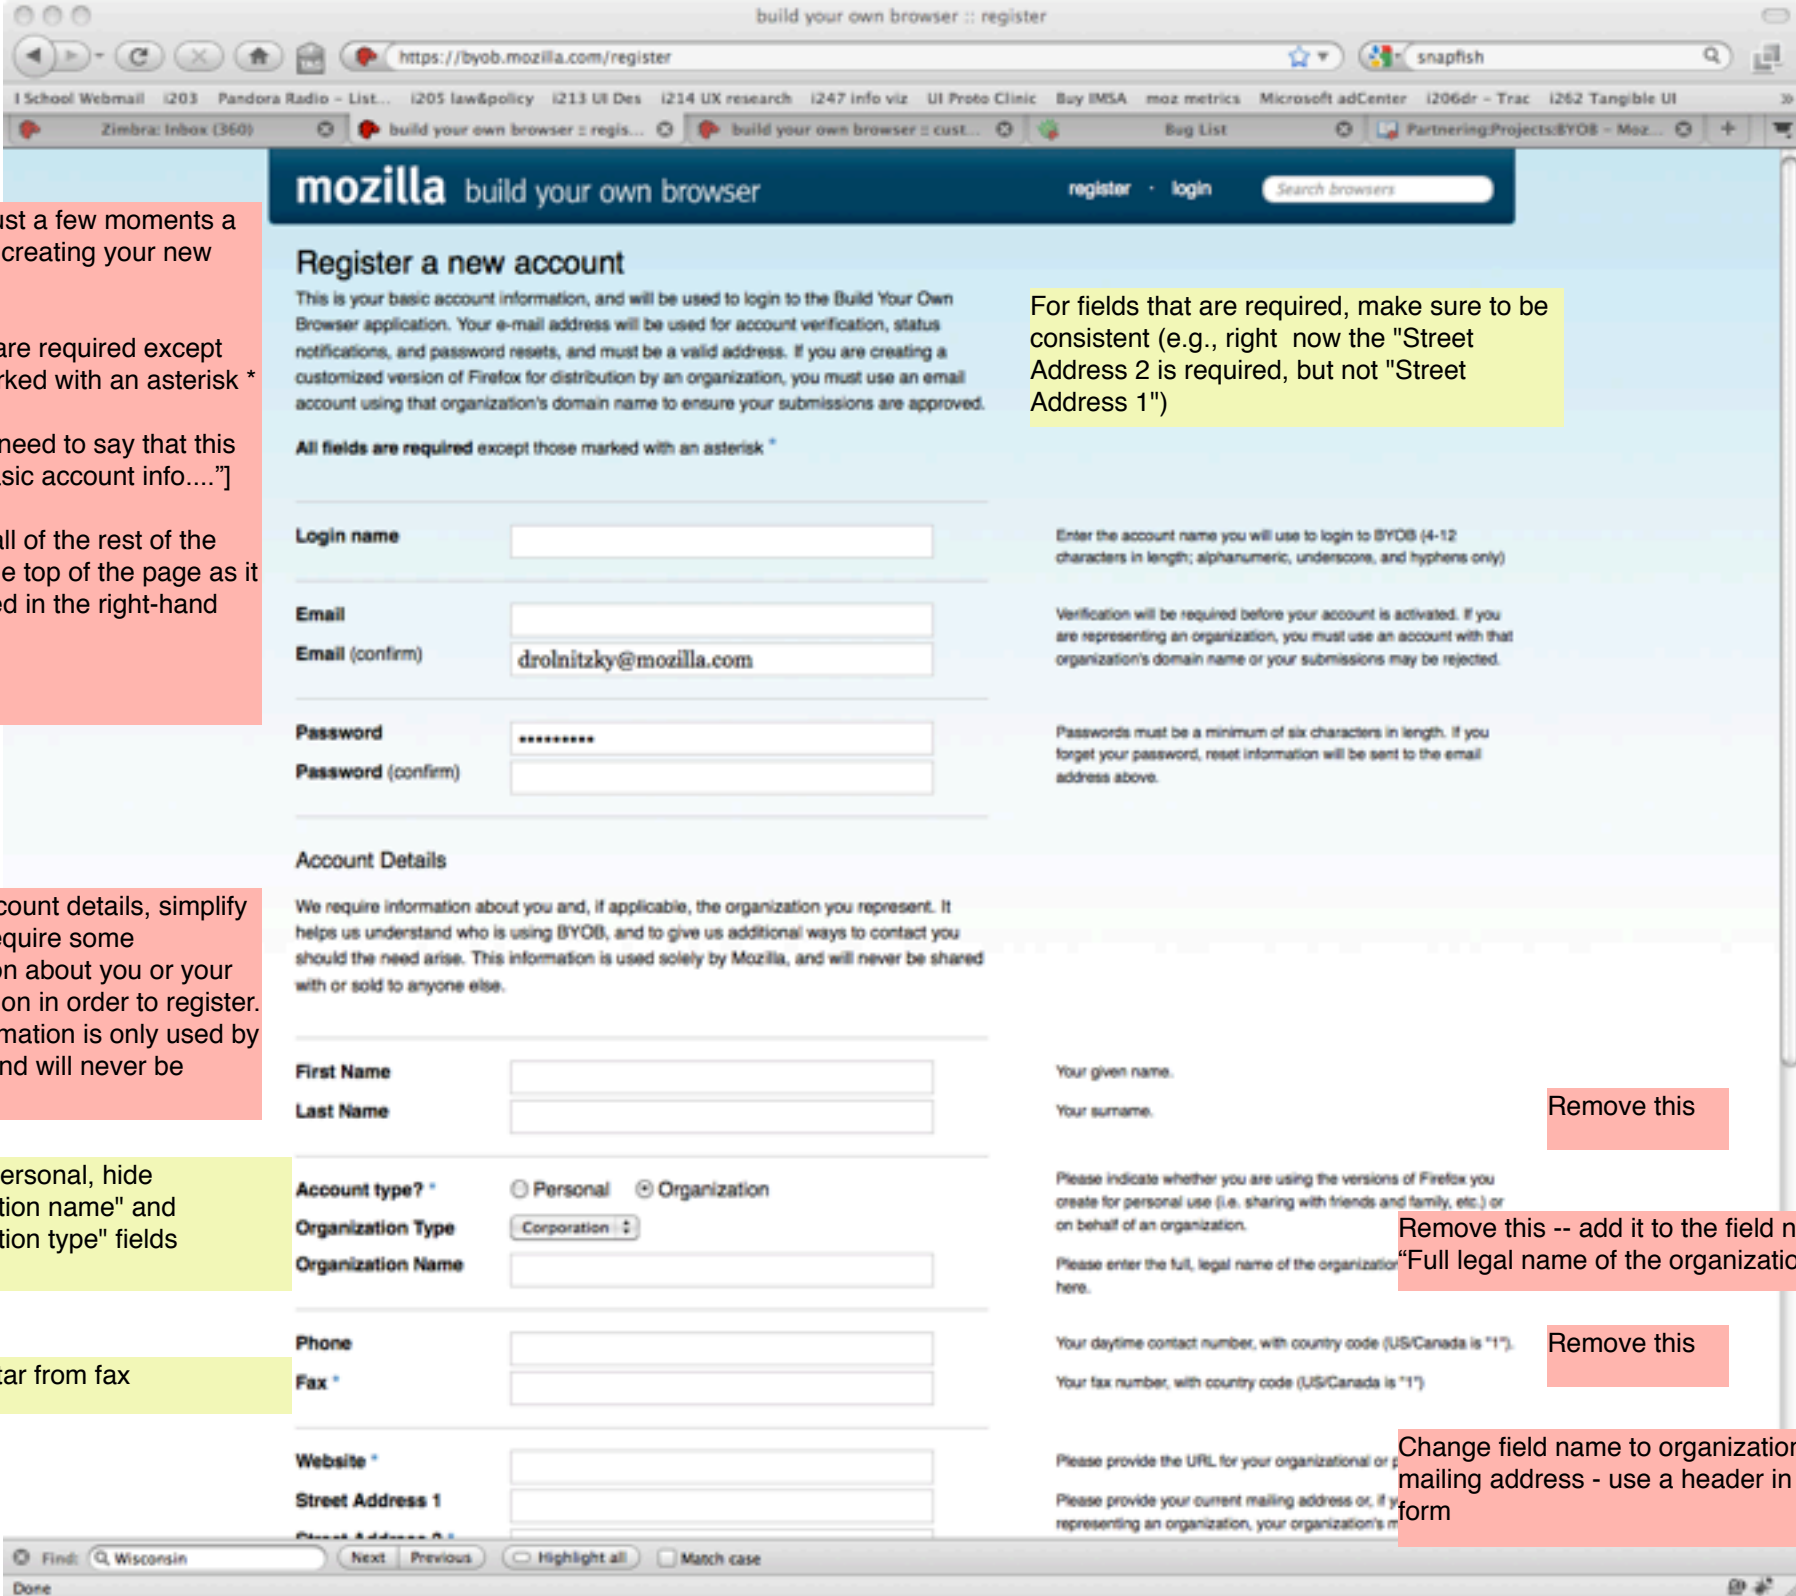 build your own browser :: register
https://byob.mozilla.com/register
snapfish
I School Webmail i203 Pandora Radio - List... i205 law&policy i213 UI Des i214 UX research i247 info viz UI Proto Clinic Buy IMSA moz metrics Microsoft adCenter i206dr - Trac i262 Tangible UI
Zimbra: Inbox (360) build your own browser :: regis... build your own browser :: cust... Bug List Partnering:Projects:BYOB - Moz...
mozilla build your own browser
register · login Search browsers
ust a few moments a
creating your new
are required except
rked with an asterisk *
need to say that this
sic account info...."]
all of the rest of the
e top of the page as it
ed in the right-hand
Register a new account
This is your basic account information, and will be used to login to the Build Your Own
Browser application. Your e-mail address will be used for account verification, status
notifications, and password resets, and must be a valid address. If you are creating a
customized version of Firefox for distribution by an organization, you must use an email
account using that organization's domain name to ensure your submissions are approved.
All fields are required except those marked with an asterisk *
For fields that are required, make sure to be
consistent (e.g., right now the "Street
Address 2 is required, but not "Street
Address 1")
Login name
Enter the account name you will use to login to BYOB (4-12
characters in length; alphanumeric, underscore, and hyphens only)
Email
Email (confirm) drolnitzky@mozilla.com
Verification will be required before your account is activated. If you
are representing an organization, you must use an account with that
organization's domain name or your submissions may be rejected.
Password •••••••••
Password (confirm)
Passwords must be a minimum of six characters in length. If you
forget your password, reset information will be sent to the email
address above.
Account Details
We require information about you and, if applicable, the organization you represent. It
helps us understand who is using BYOB, and to give us additional ways to contact you
should the need arise. This information is used solely by Mozilla, and will never be shared
with or sold to anyone else.
count details, simplify
equire some
on about you or your
on in order to register.
mation is only used by
nd will never be
First Name
Your given name.
Last Name
Your surname.
Remove this
ersonal, hide
tion name" and
tion type" fields
Account type? * Personal Organization
Organization Type Corporation
Organization Name
Please indicate whether you are using the versions of Firefox you
create for personal use (i.e. sharing with friends and family, etc.) or
on behalf of an organization.
Please enter the full, legal name of the organization
here.
Remove this -- add it to the field n
“Full legal name of the organizatio
Phone
Your daytime contact number, with country code (US/Canada is "1").
Remove this
tar from fax
Fax *
Your fax number, with country code (US/Canada is "1")
Website *
Please provide the URL for your organizational or p
Street Address 1
Please provide your current mailing address or, if y
representing an organization, your organization's m
Change field name to organization
mailing address - use a header in
form
Street Address 2 *
Find: Wisconsin Next Previous Highlight all Match case
Done